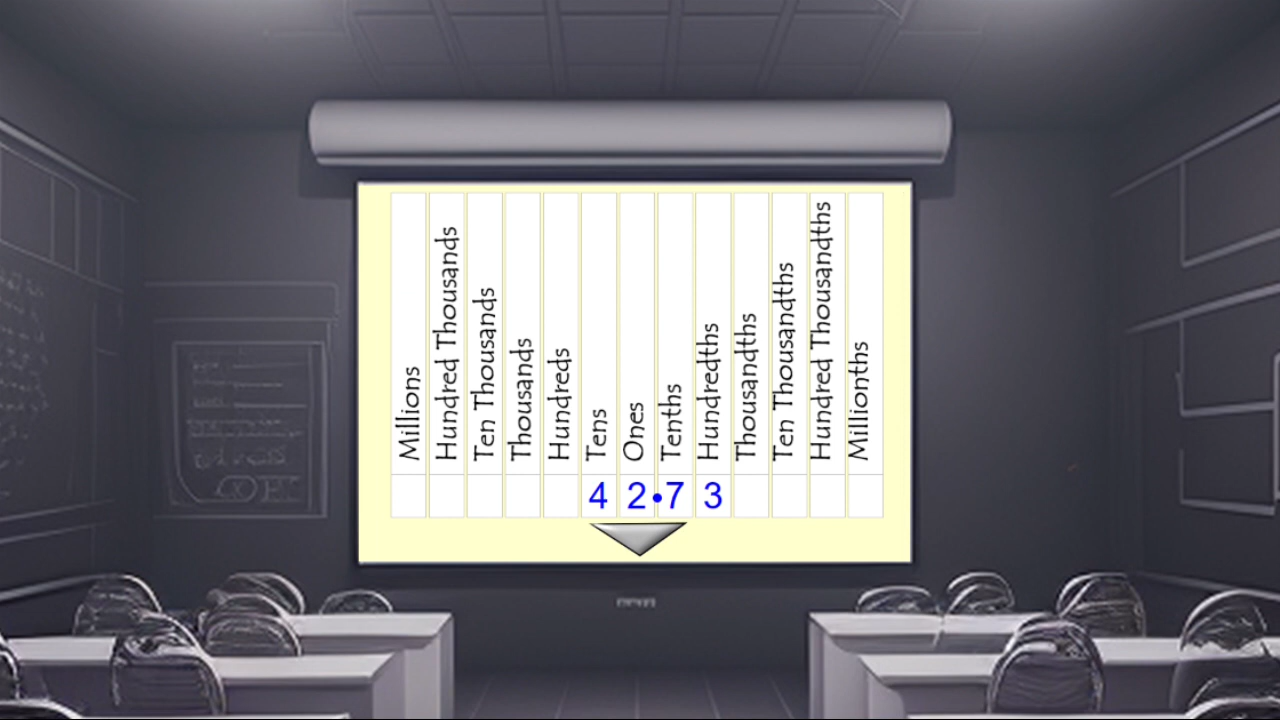 Millions
Hundred Thousands
Ten Thousands
Thousands
Hundreds
Tens
Ones
Tenths
Hundredths
Thousandths
Ten Thousandths
Hundred Thousandths
Millionths
4 2•7 3